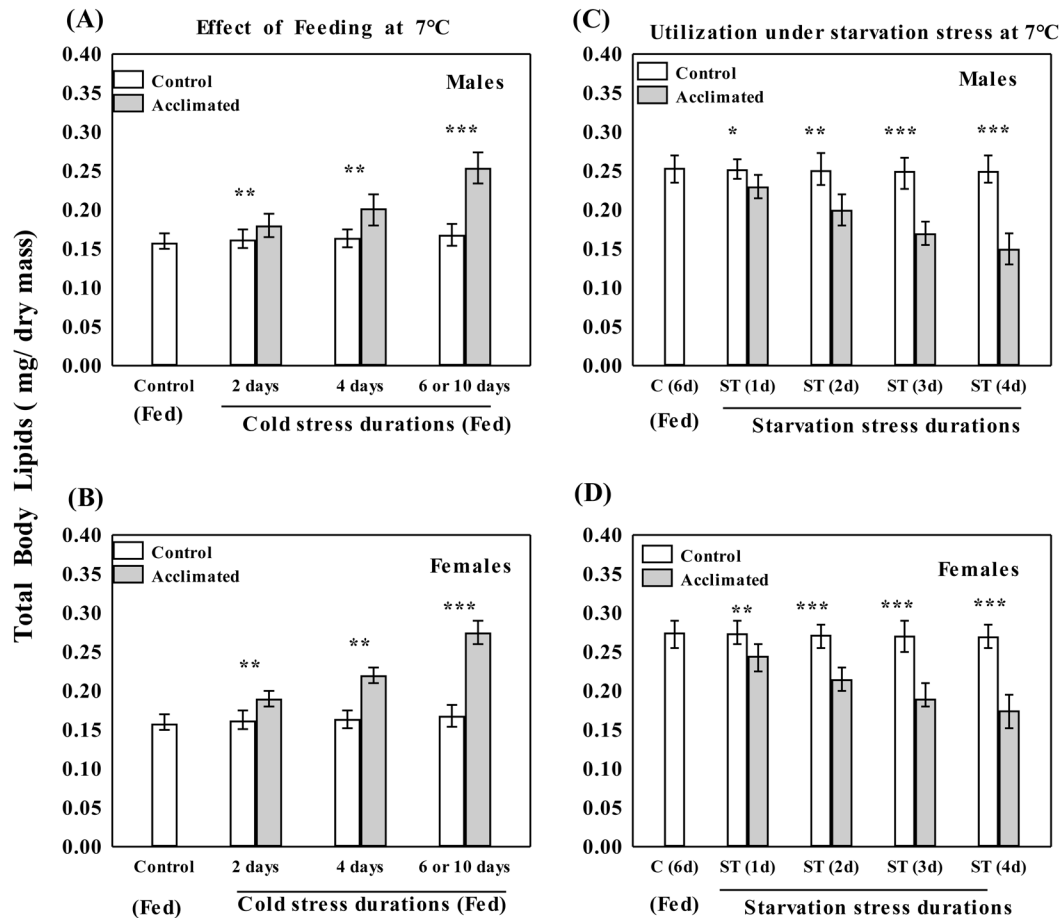 (A)
Effect of Feeding at 7°C
Control
Acclimated
Males
0.40
0.35
0.30
0.25
0.20
0.15
0.10
0.05
0.00
**
**
***
Control
2 days
4 days
6 or 10 days
(Fed)
Cold stress durations (Fed)
(C)
Utilization under starvation stress at 7°C
Control
Acclimated
Males
0.40
0.35
0.30
0.25
0.20
0.15
0.10
0.05
0.00
*
**
***
***
C (6d)
ST (1d)
ST (2d)
ST (3d)
ST (4d)
(Fed)
Starvation stress durations
Total Body Lipids ( mg/ dry mass)
(B)
Control
Acclimated
Females
0.40
0.35
0.30
0.25
0.20
0.15
0.10
0.05
0.00
**
**
***
Control
2 days
4 days
6 or 10 days
(Fed)
Cold stress durations (Fed)
(D)
Control
Acclimated
Females
0.40
0.35
0.30
0.25
0.20
0.15
0.10
0.05
0.00
**
***
***
***
C (6d)
ST (1d)
ST (2d)
ST (3d)
ST (4d)
(Fed)
Starvation stress durations